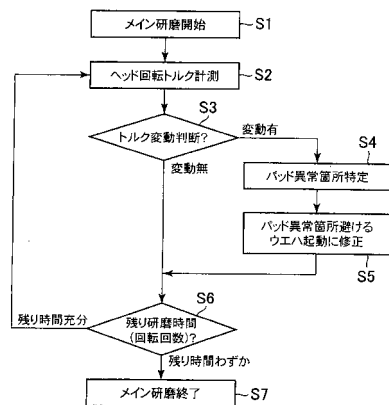 メイン研磨開始
S1
ヘッド回転トルク計測
S2
S3
トルク変動判断?
変動有
変動無
S4
パッド異常箇所特定
パッド異常箇所避ける
ウエハ起動に修正
S5
S6
残り研磨時間
(回転回数)?
残り時間充分
残り時間わずか
メイン研磨終了
S7